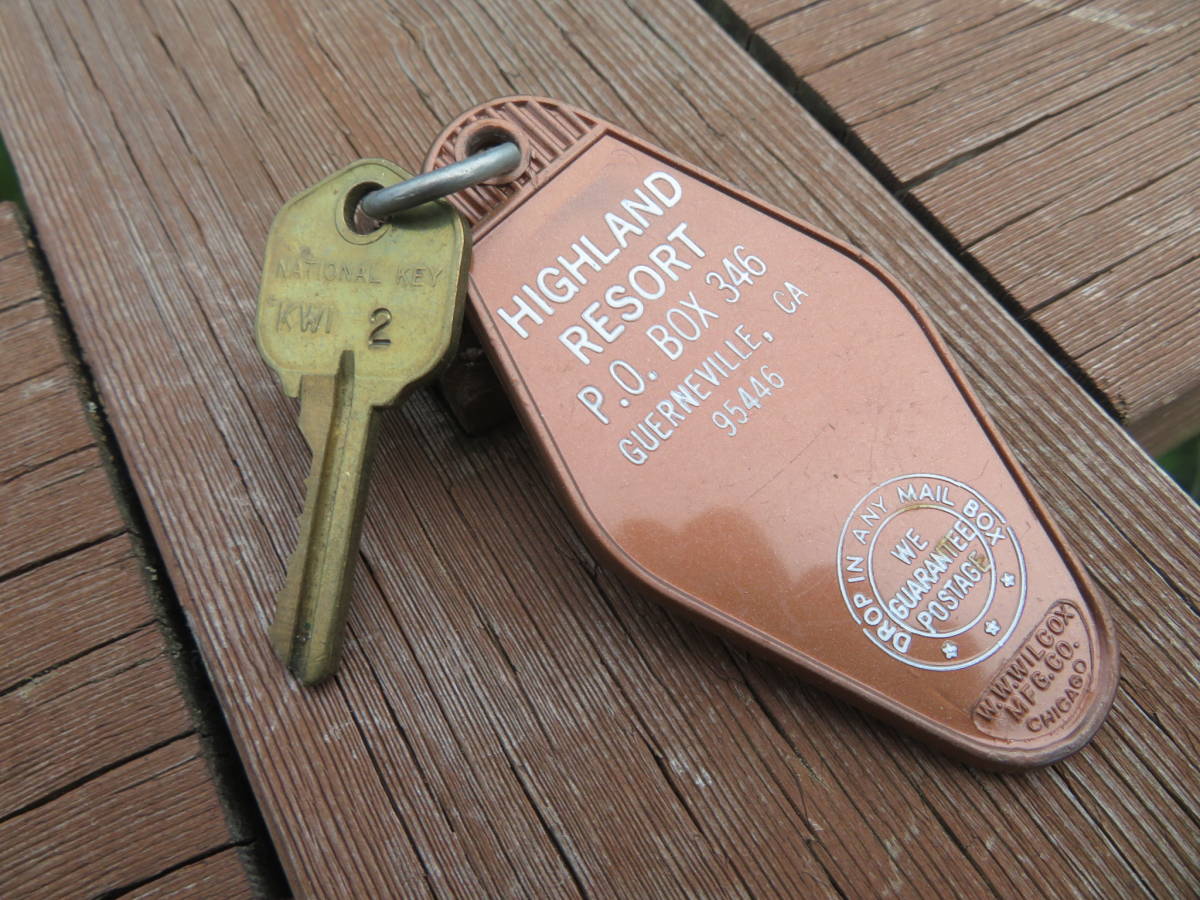 NATIONAL KEY
KWI 2
HIGHLAND
RESORT
P.O. BOX 346
GUERNEVILLE, CA
95446
DROP IN ANY MAIL BOX
WE
GUARANTEE
POSTAGE
W.W.WILCOX
MFG.CO.
CHICAGO